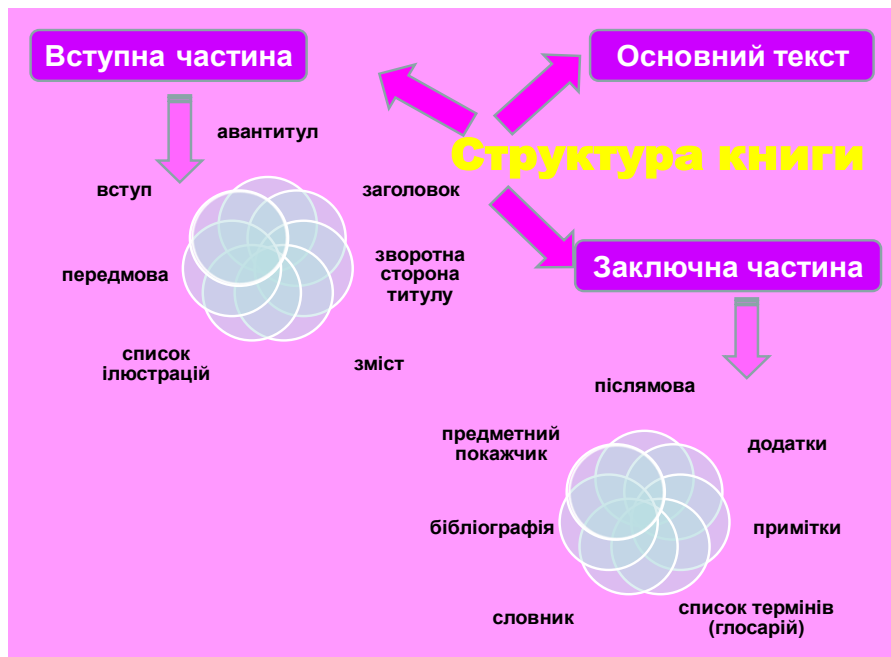 Структура книги
Вступна частина
авантитул
заголовок
зворотна
сторона
титулу
зміст
список
ілюстрацій
передмова
вступ
Основний текст
Заключна частина
післямова
додатки
примітки
список термінів
(глосарій)
словник
бібліографія
предметний
покажчик